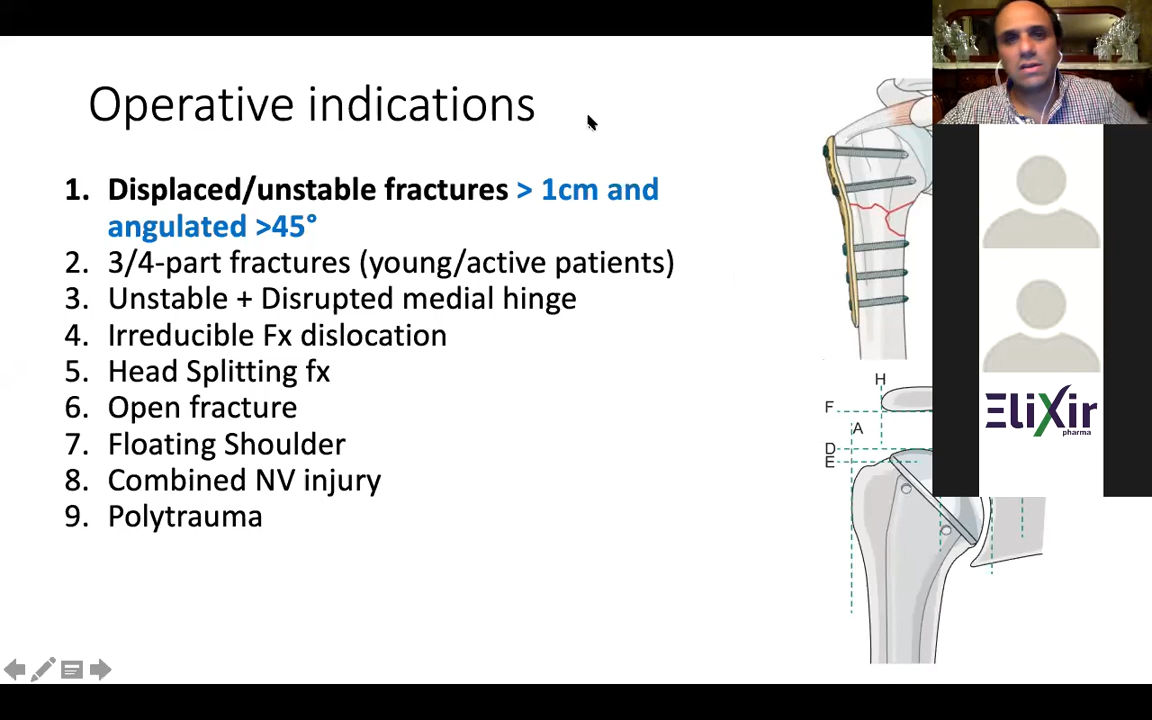 Operative indications
1. Displaced/unstable fractures > 1cm and
angulated >45°
2. 3/4-part fractures (young/active patients)
3. Unstable + Disrupted medial hinge
4. Irreducible Fx dislocation
5. Head Splitting fx
6. Open fracture
7. Floating Shoulder
8. Combined NV injury
9. Polytrauma
H
F
A
D
E
EliXir
pharma